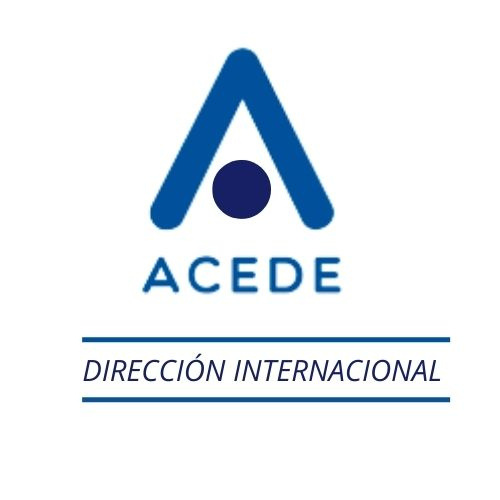 ACEDE
DIRECCIÓN INTERNACIONAL